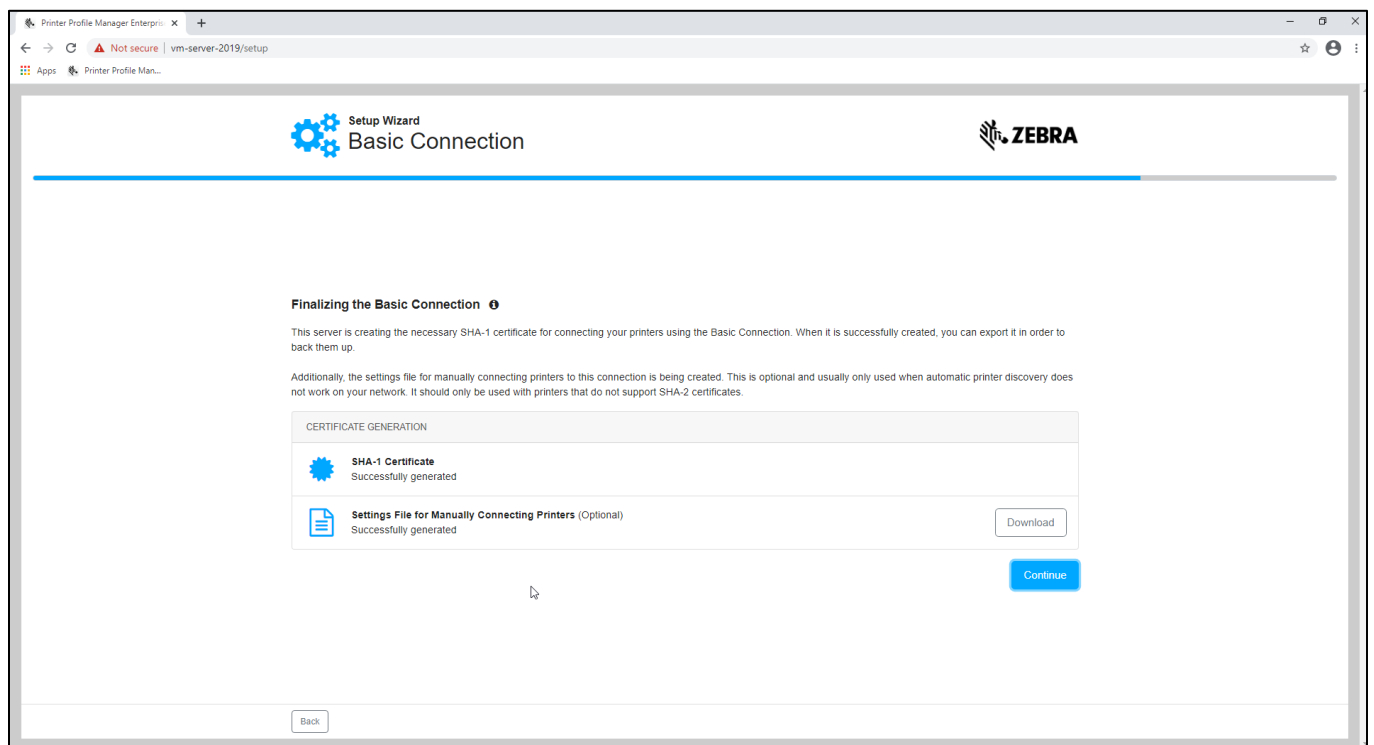 Printer Profile Manager Enterpris
Not secure | vm-server-2019/setup
Apps Printer Profile Man...
Setup Wizard
Basic Connection
ZEBRA
Finalizing the Basic Connection
This server is creating the necessary SHA-1 certificate for connecting your printers using the Basic Connection. When it is successfully created, you can export it in order to
back them up.
Additionally, the settings file for manually connecting printers to this connection is being created. This is optional and usually only used when automatic printer discovery does
not work on your network. It should only be used with printers that do not support SHA-2 certificates.
CERTIFICATE GENERATION
SHA-1 Certificate
Successfully generated
Settings File for Manually Connecting Printers (Optional)
Successfully generated
Download
Continue
Back